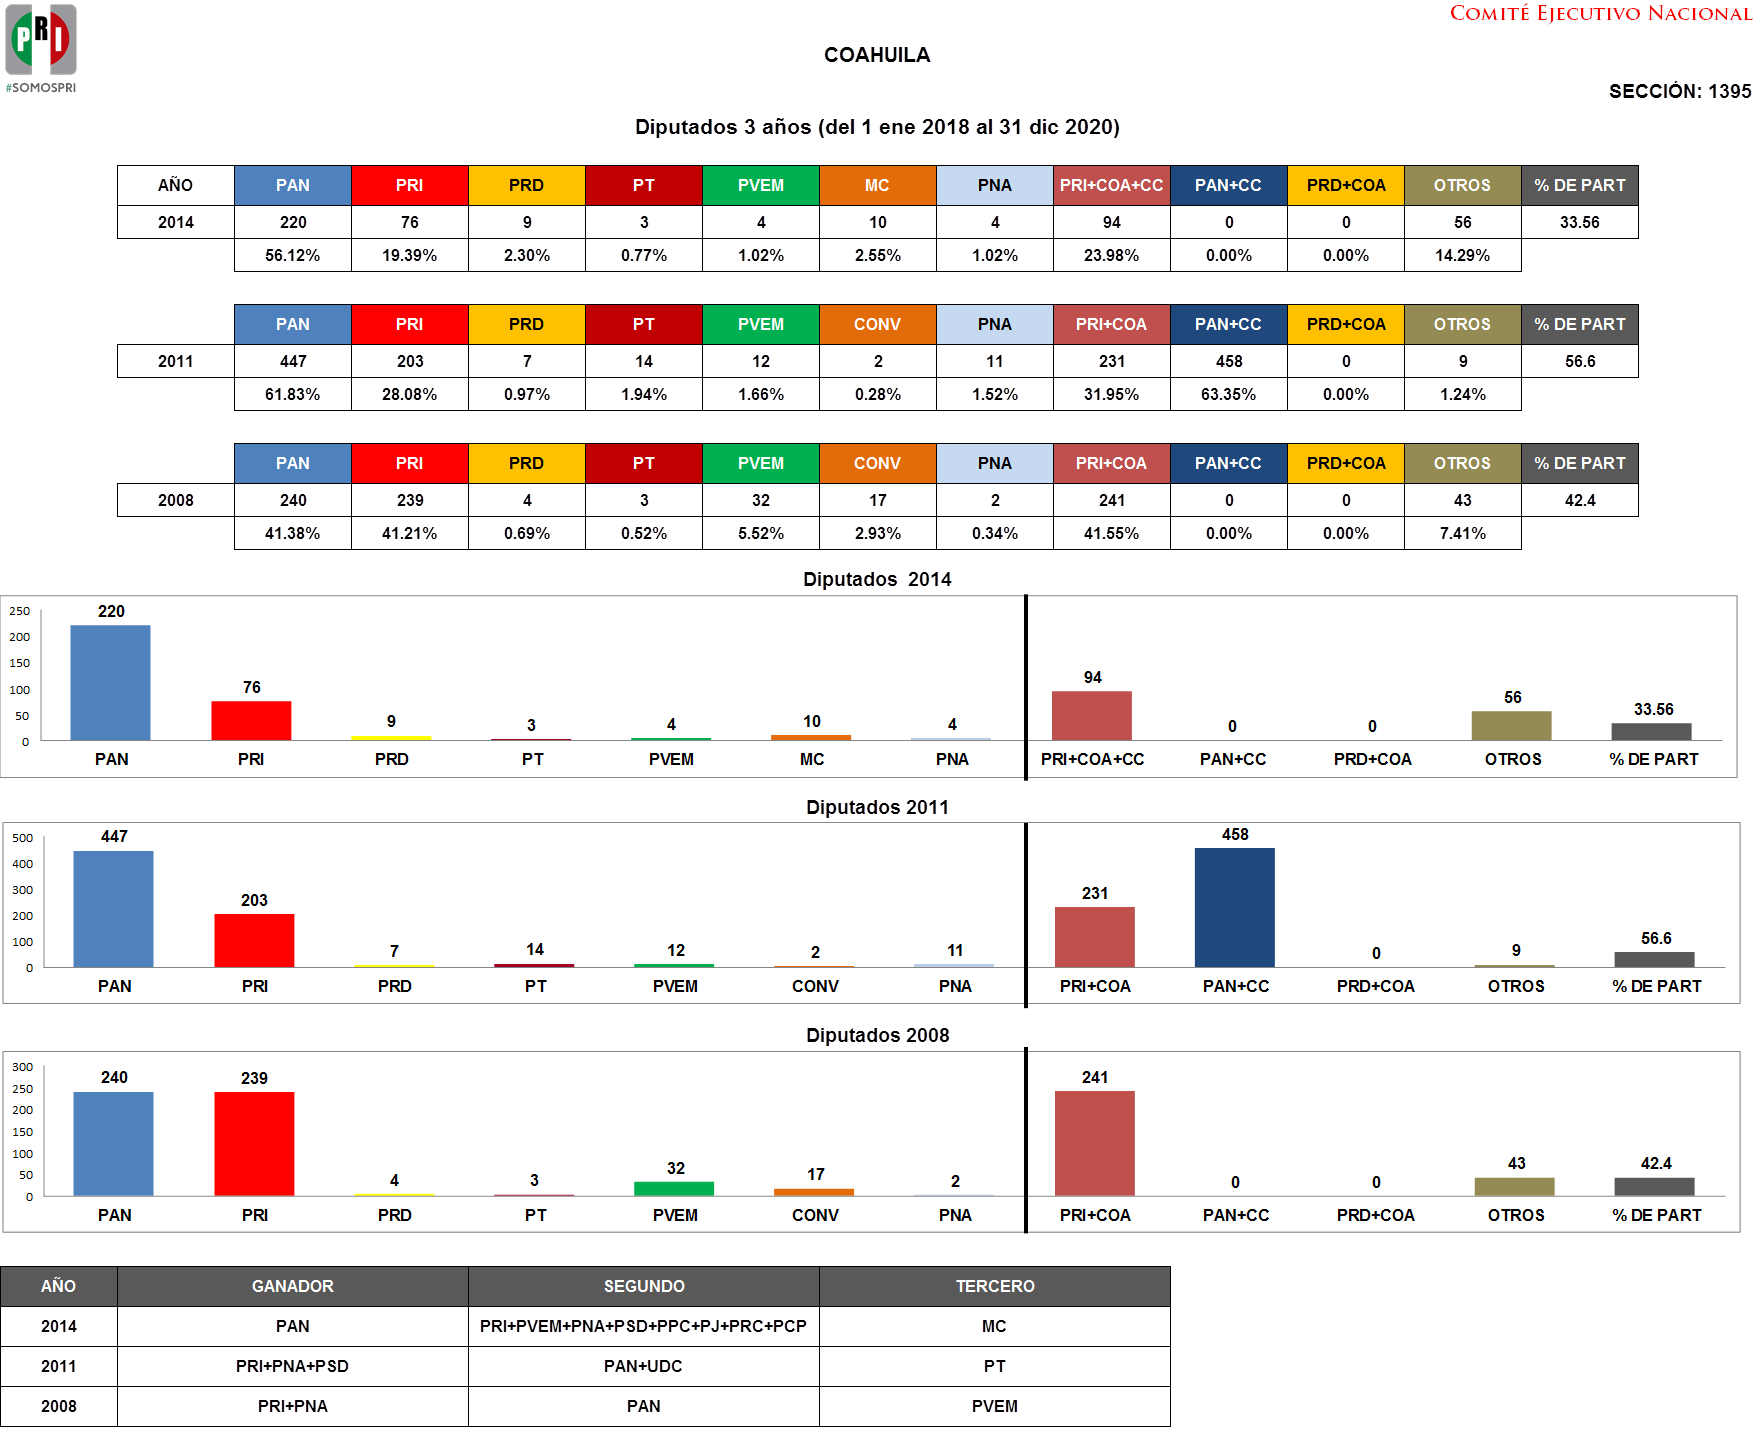 PRI
#SOMOSPRI
COMITÉ EJECUTIVO NACIONAL
COAHUILA
SECCIÓN: 1395
Diputados 3 años (del 1 ene 2018 al 31 dic 2020)
AÑO PAN PRI PRD PT PVEM MC PNA PRI+COA+CC PAN+CC PRD+COA OTROS % DE PART
2014 220 76 9 3 4 10 4 94 0 0 56 33.56
56.12% 19.39% 2.30% 0.77% 1.02% 2.55% 1.02% 23.98% 0.00% 0.00% 14.29%
PAN PRI PRD PT PVEM CONV PNA PRI+COA PAN+CC PRD+COA OTROS % DE PART
2011 447 203 7 14 12 2 11 231 458 0 9 56.6
61.83% 28.08% 0.97% 1.94% 1.66% 0.28% 1.52% 31.95% 63.35% 0.00% 1.24%
PAN PRI PRD PT PVEM CONV PNA PRI+COA PAN+CC PRD+COA OTROS % DE PART
2008 240 239 4 3 32 17 2 241 0 0 43 42.4
41.38% 41.21% 0.69% 0.52% 5.52% 2.93% 0.34% 41.55% 0.00% 0.00% 7.41%
Diputados 2014
250
200
150
100
50
0
220 76 9 3 4 10 4 94 0 0 56 33.56
PAN PRI PRD PT PVEM MC PNA PRI+COA+CC PAN+CC PRD+COA OTROS % DE PART
Diputados 2011
500
400
300
200
100
0
447 203 7 14 12 2 11 231 458 0 9 56.6
PAN PRI PRD PT PVEM CONV PNA PRI+COA PAN+CC PRD+COA OTROS % DE PART
Diputados 2008
300
250
200
150
100
50
0
240 239 4 3 32 17 2 241 0 0 43 42.4
PAN PRI PRD PT PVEM CONV PNA PRI+COA PAN+CC PRD+COA OTROS % DE PART
AÑO GANADOR SEGUNDO TERCERO
2014 PAN PRI+PVEM+PNA+PSD+PPC+PJ+PRC+PCP MC
2011 PRI+PNA+PSD PAN+UDC PT
2008 PRI+PNA PAN PVEM